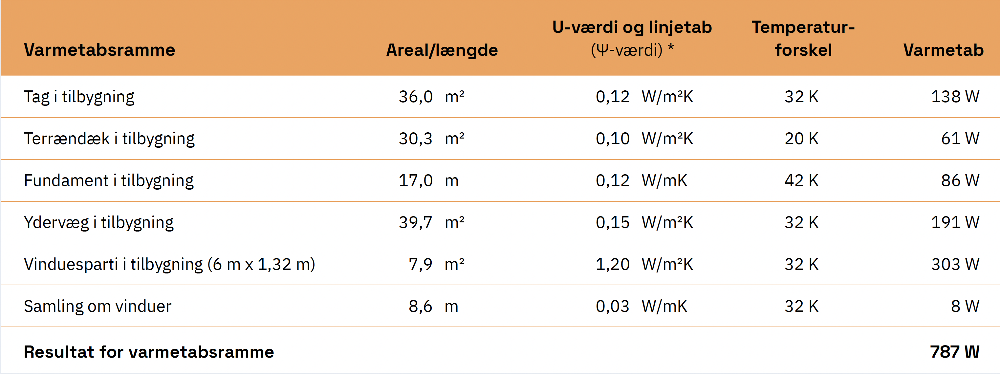 Varmetabsramme Areal/længde U-værdi og linjetab (Ψ-værdi) * Temperatur-forskel Varmetab
Tag i tilbygning 36,0 m² 0,12 W/m²K 32 K 138 W
Terrændæk i tilbygning 30,3 m² 0,10 W/m²K 20 K 61 W
Fundament i tilbygning 17,0 m 0,12 W/mK 42 K 86 W
Ydervæg i tilbygning 39,7 m² 0,15 W/m²K 32 K 191 W
Vinduesparti i tilbygning (6 m x 1,32 m) 7,9 m² 1,20 W/m²K 32 K 303 W
Samling om vinduer 8,6 m 0,03 W/mK 32 K 8 W
Resultat for varmetabsramme 787 W